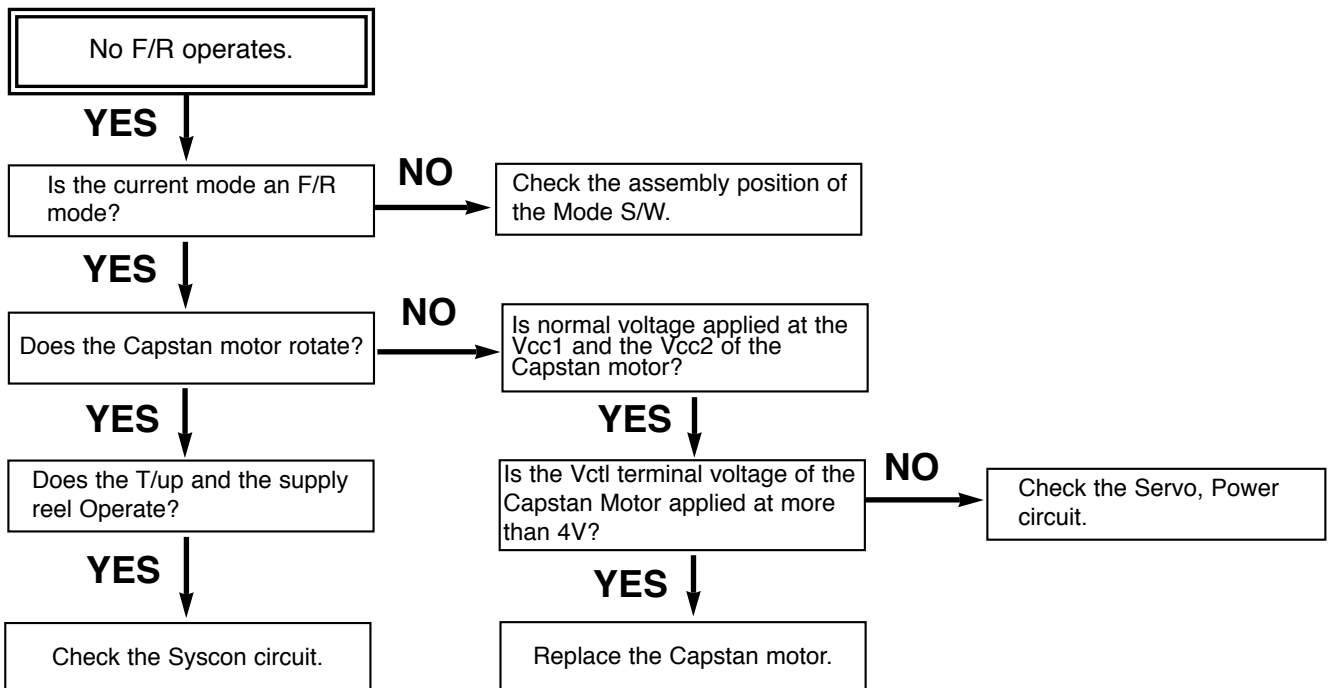 No F/R operates.
YES
Is the current mode an F/R
mode?
NO
Check the assembly position of
the Mode S/W.
YES
Does the Capstan motor rotate?
NO
Is normal voltage applied at the
Vcc1 and the Vcc2 of the
Capstan motor?
YES
YES
Does the T/up and the supply
reel Operate?
Is the Vctl terminal voltage of the
Capstan Motor applied at more
than 4V?
NO
Check the Servo, Power
circuit.
YES
YES
Check the Syscon circuit.
Replace the Capstan motor.